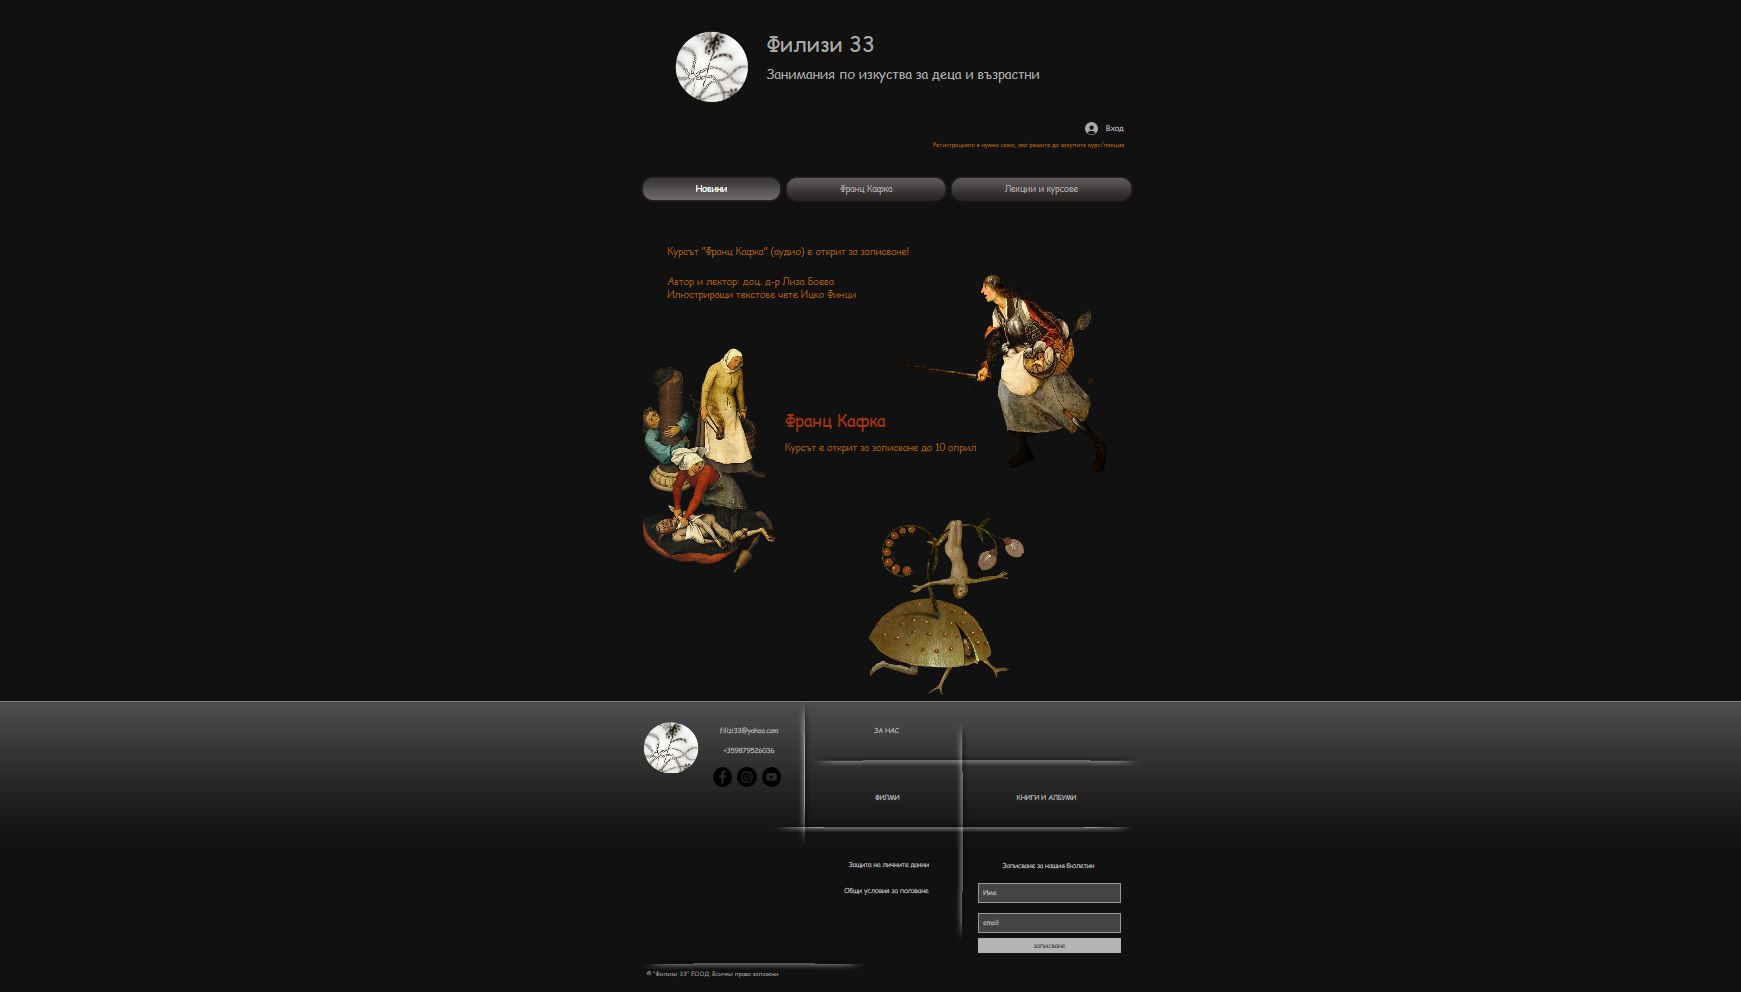 Филизи 33
Занимания по изкуства за деца и възрастни
Вход
Регистрацията е нужна само, ако решите да закупите курс/лекция
Новини
Франц Кафка
Лекции и курсове
Курсът "Франц Кафка" (аудио) е открит за записване!
Автор и лектор: доц. д-р Лиза Боева
Илюстриращи текстове чете Ицко Финци
Франц Кафка
Курсът е открит за записване до 10 април
filizi33@yahoo.com
+359879526036
ЗА НАС
ФИЛМИ
КНИГИ И АЛБУМИ
Защита на личните данни
Общи условия за ползване
Записване за нашия бюлетин
Име
email
записване
© "Филизи 33" ЕООД. Всички права запазени